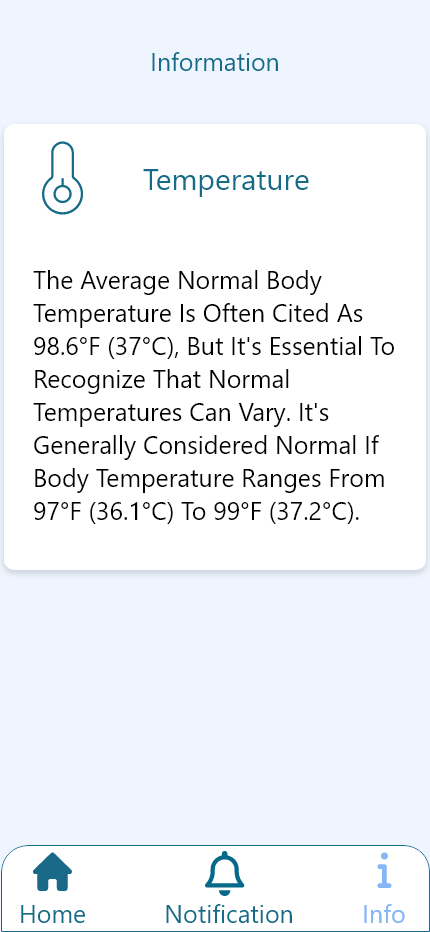 Information
Temperature
The Average Normal Body
Temperature Is Often Cited As
98.6°F (37°C), But It's Essential To
Recognize That Normal
Temperatures Can Vary. It's
Generally Considered Normal If
Body Temperature Ranges From
97°F (36.1°C) To 99°F (37.2°C).
Home Notification Info